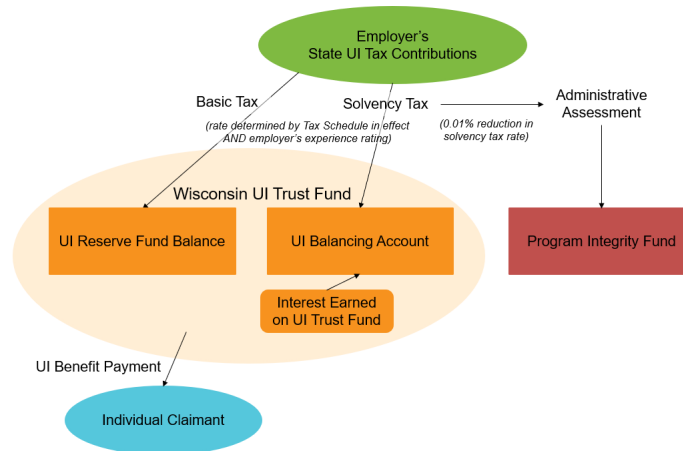 Employer's
State UI Tax Contributions
Basic Tax
Solvency Tax
Administrative
Assessment
(rate determined by Tax Schedule in effect
AND employer's experience rating)
(0.01% reduction in
solvency tax rate)
Wisconsin UI Trust Fund
UI Reserve Fund Balance
UI Balancing Account
Program Integrity Fund
Interest Earned
on UI Trust Fund
UI Benefit Payment
Individual Claimant